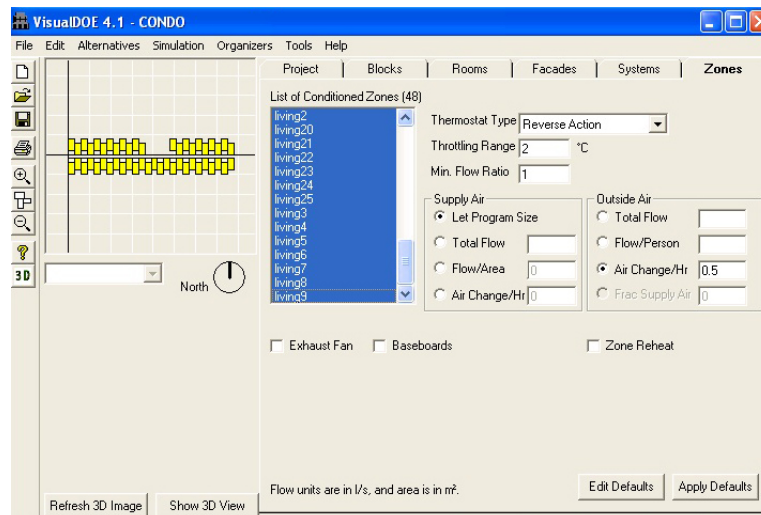 VisualDOE 4.1 - CONDO
File Edit Alternatives Simulation Organizers Tools Help
Project Blocks Rooms Facades Systems Zones
List of Conditioned Zones (48)
living2
living20
living21
living22
living23
living24
living25
living3
living4
living5
living6
living7
living8
living9
Thermostat Type Reverse Action
Throttling Range 2 °C
Min. Flow Ratio 1
Supply Air
Let Program Size
Total Flow
Flow/Area 0
Air Change/Hr 0
Outside Air
Total Flow
Flow/Person
Air Change/Hr 0.5
Frac Supply Air 0
North
3D
Exhaust Fan Baseboards Zone Reheat
Flow units are in l/s, and area is in m².
Edit Defaults Apply Defaults
Refresh 3D Image Show 3D View